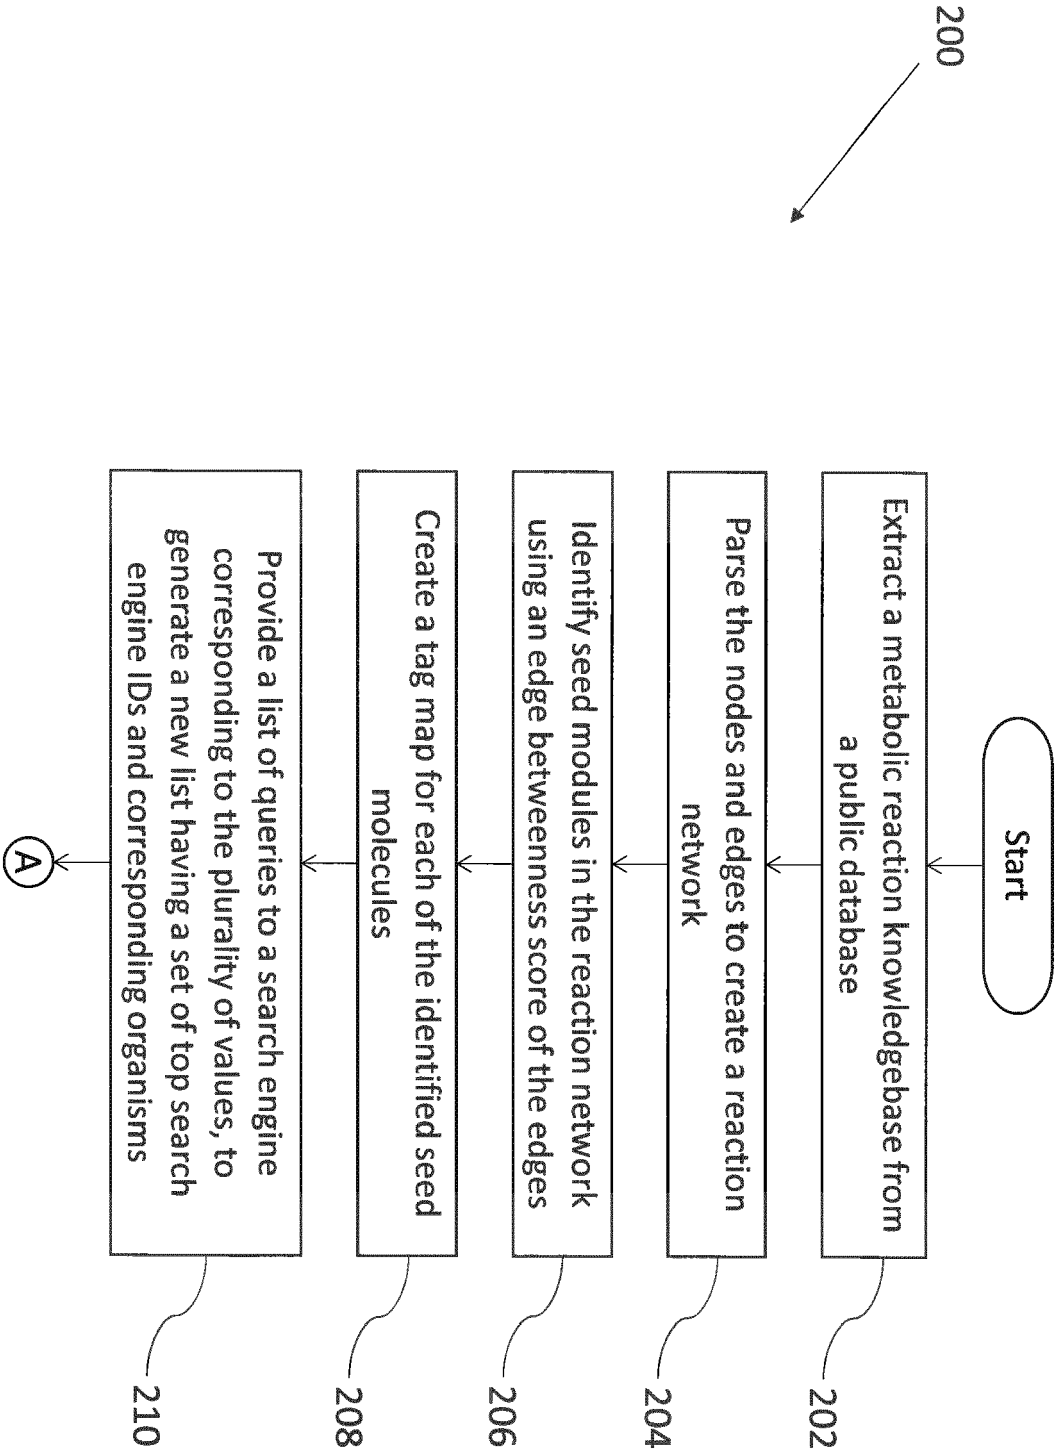 200
Start
Extract a metabolic reaction knowledgebase from
a public database
202
Parse the nodes and edges to create a reaction
network
204
Identify seed modules in the reaction network
using an edge betweenness score of the edges
206
Create a tag map for each of the identified seed
molecules
208
Provide a list of queries to a search engine
corresponding to the plurality of values, to
generate a new list having a set of top search
engine IDs and corresponding organisms
210
A